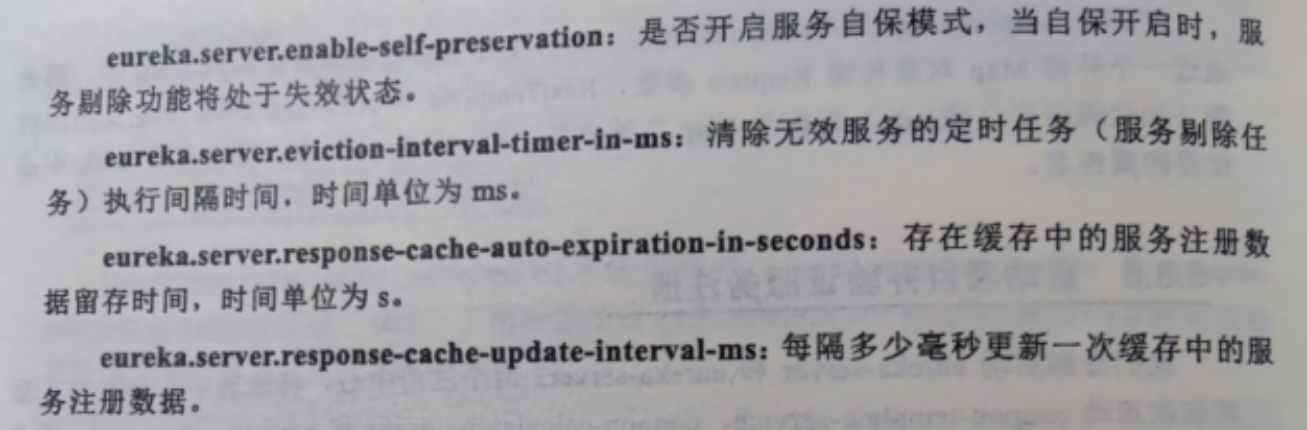 eureka.server.enable-self-preservation：是否开启服务自保模式，当自保开启时，服
务剔除功能将处于失效状态。
eureka.server.eviction-interval-timer-in-ms：清除无效服务的定时任务（服务剔除任
务）执行间隔时间，时间单位为 ms。
eureka.server.response-cache-auto-expiration-in-seconds：存在缓存中的服务注册数
据留存时间，时间单位为 s。
eureka.server.response-cache-update-interval-ms：每隔多少毫秒更新一次缓存中的服
务注册数据。